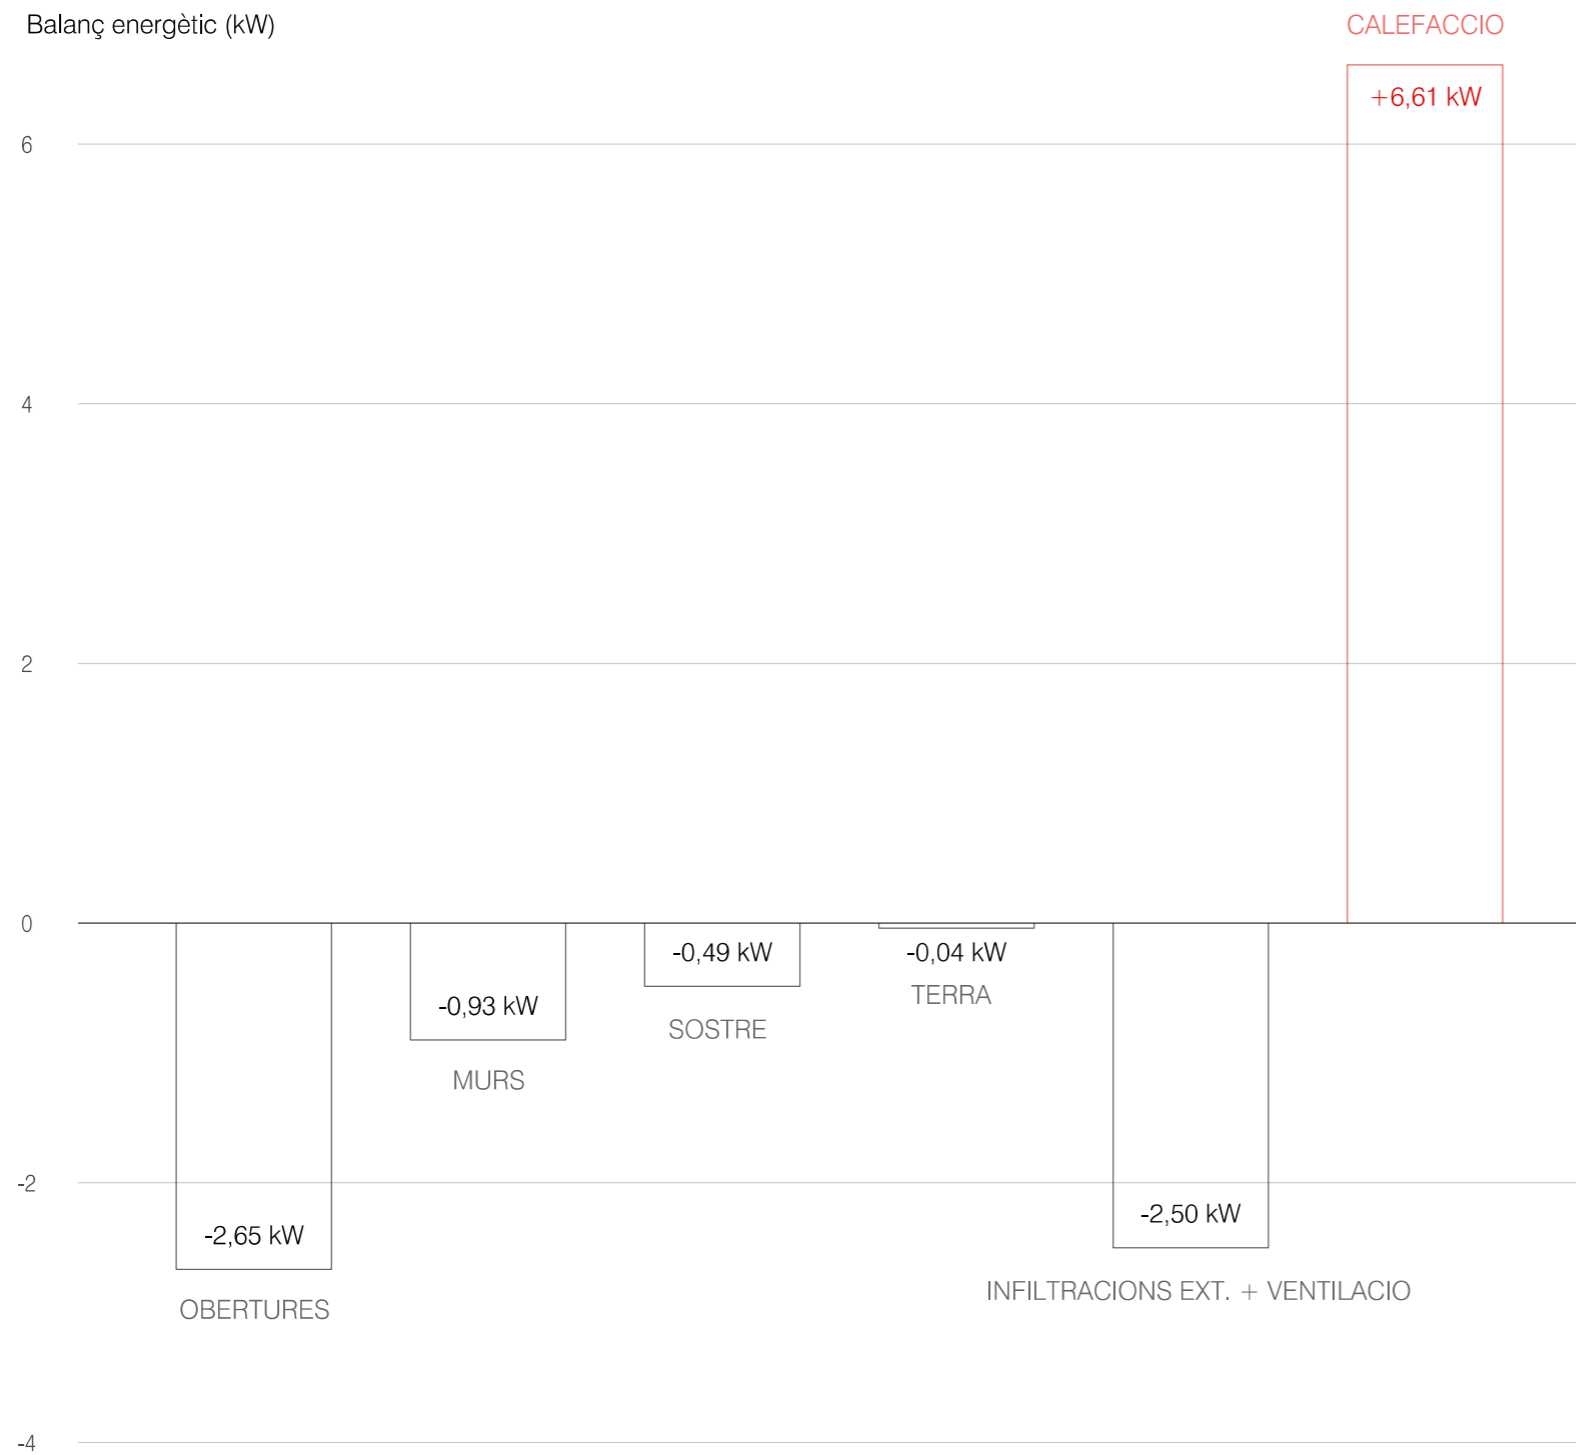 Balanç energètic (kW)
CALEFACCIO
+6,61 kW
6
4
2
0
-0,49 kW
-0,04 kW
TERRA
-0,93 kW
SOSTRE
MURS
-2
-2,50 kW
-2,65 kW
INFILTRACIONS EXT. + VENTILACIO
OBERTURES
-4